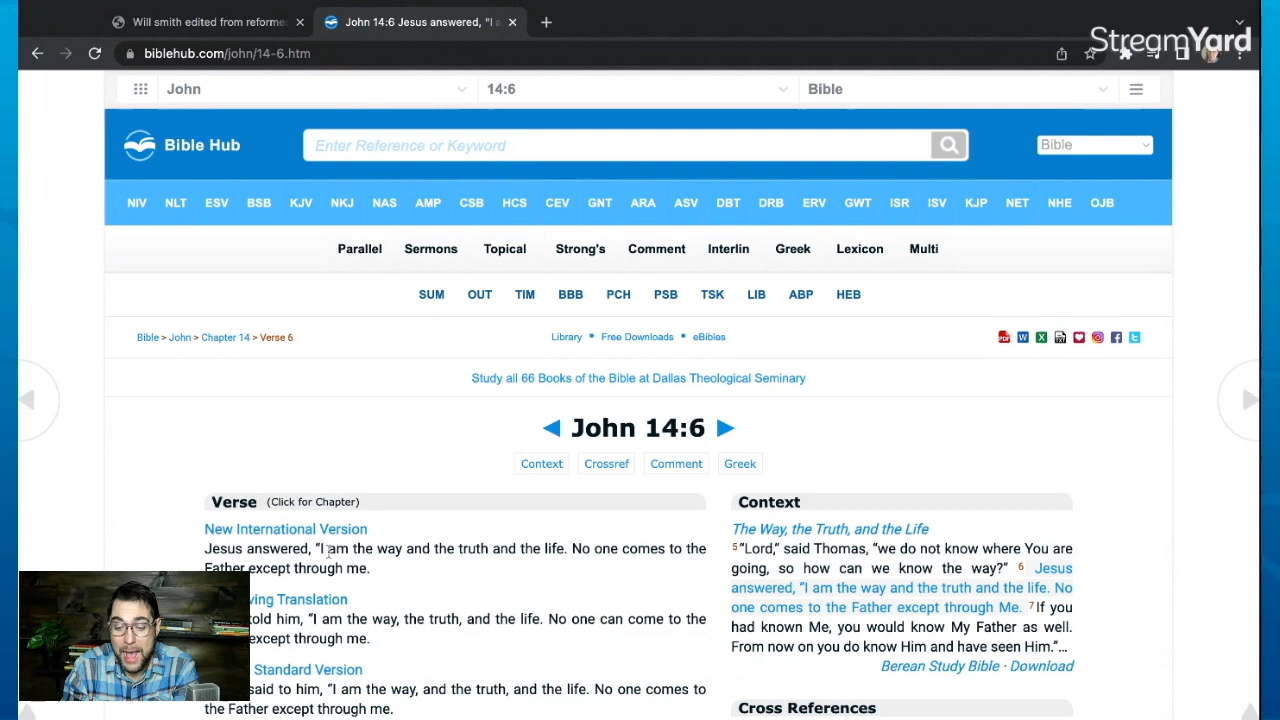 Will smith edited from reforme
John 14:6 Jesus answered, "I a
StreamYard
biblehub.com/john/14-6.htm
John
14:6
Bible
Bible Hub
Enter Reference or Keyword
Bible
NIV NLT ESV BSB KJV NKJ NAS AMP CSB HCS CEV GNT ARA ASV DBT DRB ERV GWT ISR ISV KJP NET NHE OJB
Parallel Sermons Topical Strong's Comment Interlin Greek Lexicon Multi
SUM OUT TIM BBB PCH PSB TSK LIB ABP HEB
Bible > John > Chapter 14 > Verse 6
Library • Free Downloads • eBibles
Study all 66 Books of the Bible at Dallas Theological Seminary
◄ John 14:6 ►
Context Crossref Comment Greek
Verse (Click for Chapter)
New International Version
Jesus answered, “I am the way and the truth and the life. No one comes to the
Father except through me.
ving Translation
told him, “I am the way, the truth, and the life. No one can come to the
except through me.
Standard Version
said to him, “I am the way, and the truth, and the life. No one comes to
the Father except through me.
Context
The Way, the Truth, and the Life
5“Lord,” said Thomas, “we do not know where You are
going, so how can we know the way?” 6 Jesus
answered, “I am the way and the truth and the life. No
one comes to the Father except through Me. 7If you
had known Me, you would know My Father as well.
From now on you do know Him and have seen Him.”…
Berean Study Bible · Download
Cross References